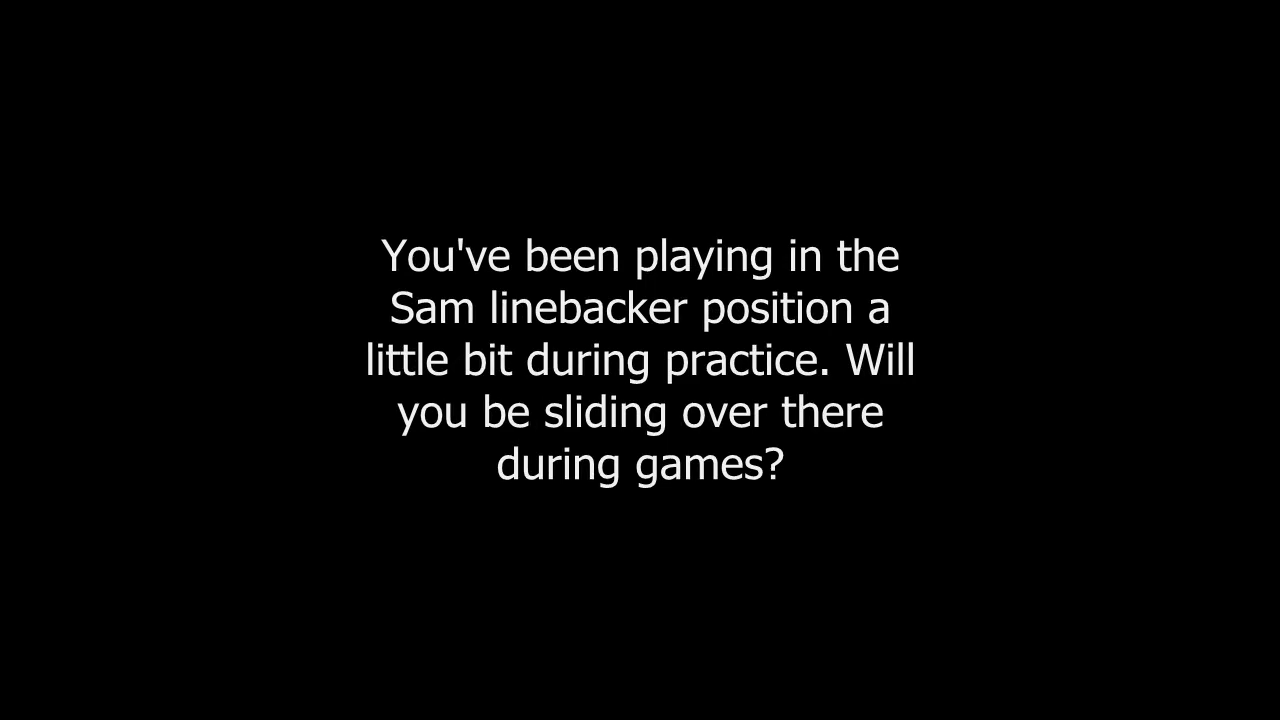 You've been playing in the
Sam linebacker position a
little bit during practice. Will
you be sliding over there
during games?